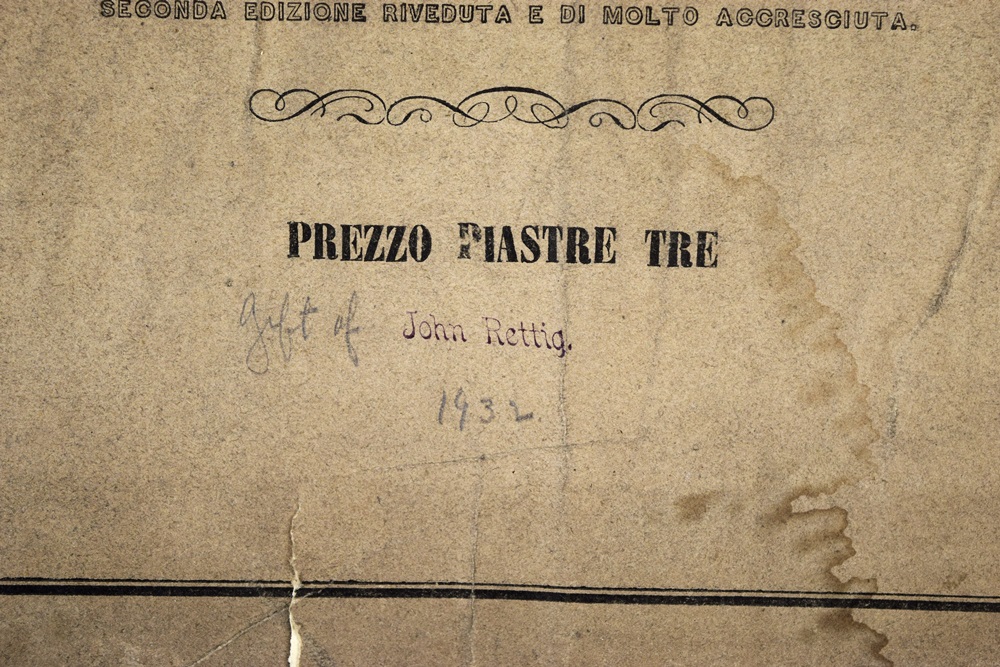 SECONDA EDIZIONE RIVEDUTA E DI MOLTO ACCRESCIUTA.
PREZZO PIASTRE TRE
Gift of John Rettig.
1932.